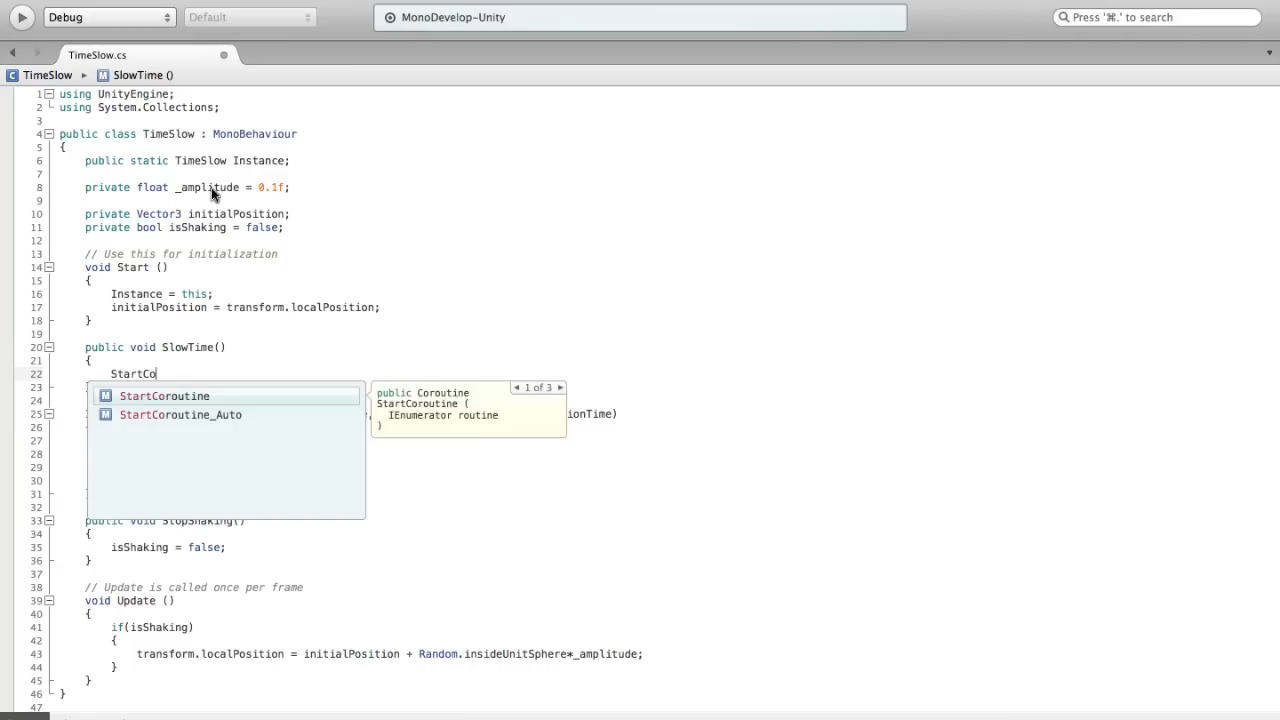 Debug
Default
MonoDevelop-Unity
Press '⌘.' to search
TimeSlow.cs
C TimeSlow ▸ M SlowTime ()
1 using UnityEngine;
2 using System.Collections;
3
4 public class TimeSlow : MonoBehaviour
5 {
6 public static TimeSlow Instance;
7
8 private float _amplitude = 0.1f;
9
10 private Vector3 initialPosition;
11 private bool isShaking = false;
12
13 // Use this for initialization
14 void Start ()
15 {
16 Instance = this;
17 initialPosition = transform.localPosition;
18 }
19
20 public void SlowTime()
21 {
22 StartCo
23
M StartCoroutine
M StartCoroutine_Auto
◀ 1 of 3 ▶
public Coroutine
StartCoroutine (
IEnumerator routine
)
24
25 ionTime)
26
27
28
29
30
31
32
33 public void StopShaking()
34 {
35 isShaking = false;
36 }
37
38 // Update is called once per frame
39 void Update ()
40 {
41 if(isShaking)
42 {
43 transform.localPosition = initialPosition + Random.insideUnitSphere*_amplitude;
44 }
45 }
46 }
47